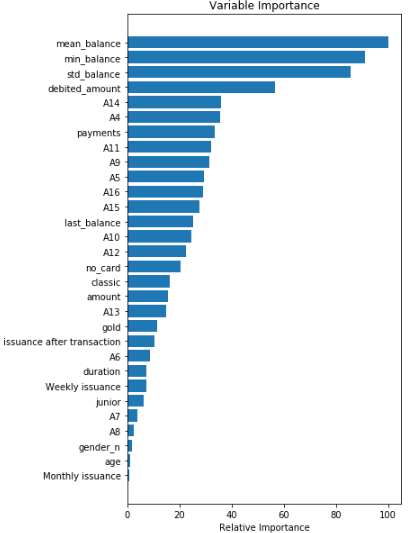 Variable Importance
mean_balance
min_balance
std_balance
debited_amount
A14
A4
payments
A11
A9
A5
A16
A15
last_balance
A10
A12
no_card
classic
amount
A13
gold
issuance after transaction
A6
duration
Weekly issuance
junior
A7
A8
gender_n
age
Monthly issuance
0 20 40 60 80 100
Relative Importance